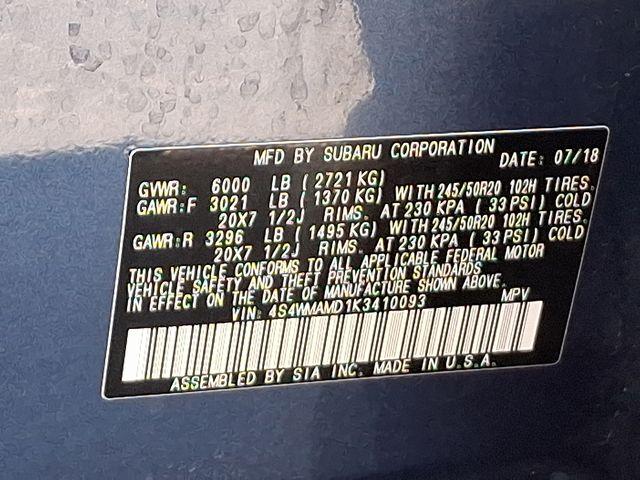 MFD BY SUBARU CORPORATION DATE: 07/18
GVWR: 6000 LB (2721 KG)
GAWR:F 3021 LB (1370 KG) WITH 245/50R20 102H TIRES.
20X7 1/2J RIMS. AT 230 KPA (33 PSI) COLD
GAWR:R 3296 LB (1495 KG) WITH 245/50R20 102H TIRES.
20X7 1/2J RIMS. AT 230 KPA (33 PSI) COLD
THIS VEHICLE CONFORMS TO ALL APPLICABLE FEDERAL MOTOR
VEHICLE SAFETY AND THEFT PREVENTION STANDARDS
IN EFFECT ON THE DATE OF MANUFACTURE SHOWN ABOVE.
VIN: 4S4WMAMD1K3410093 MPV
ASSEMBLED BY SIA INC. MADE IN U.S.A.